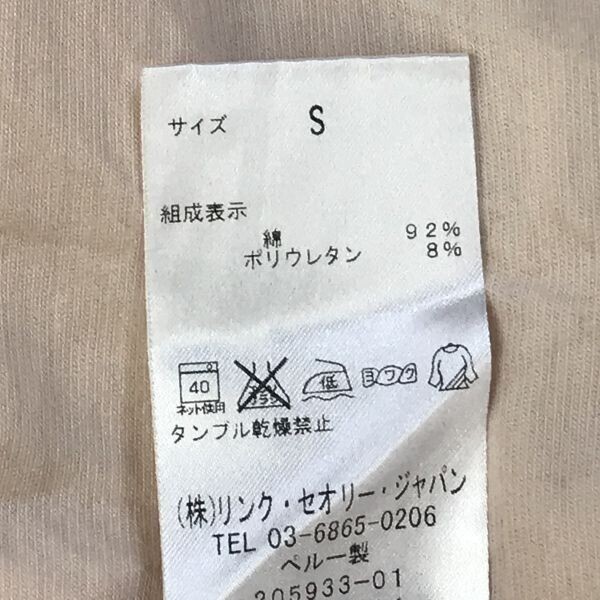 サイズ S
組成表示
綿 92%
ポリウレタン 8%
40 低
ネット使用
タンブル乾燥禁止
(株)リンク・セオリー・ジャパン
TEL 03-6865-0206
ペルー製
205933-01